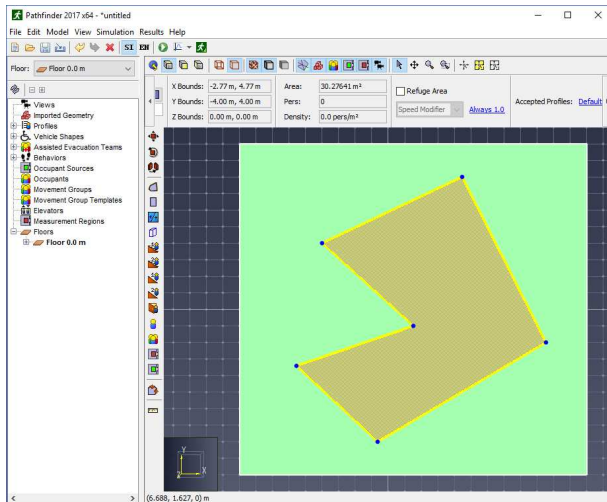 Pathfinder 2017 x64 - *untitled
File Edit Model View Simulation Results Help
SI EN
Floor: Floor 0.0 m
X Bounds: -2.77 m, 4.77 m Area: 30.27641 m² Refuge Area
Y Bounds: -4.00 m, 4.00 m Pers: 0 Speed Modifier Always 1.0 Accepted Profiles: Default
Z Bounds: 0.00 m, 0.00 m Density: 0.0 pers/m²
Views
Imported Geometry
Profiles
Vehicle Shapes
Assisted Evacuation Teams
Behaviors
Occupant Sources
Occupants
Movement Groups
Movement Group Templates
Elevators
Measurement Regions
Floors
Floor 0.0 m
Y
Z X
(6.688, 1.627, 0) m